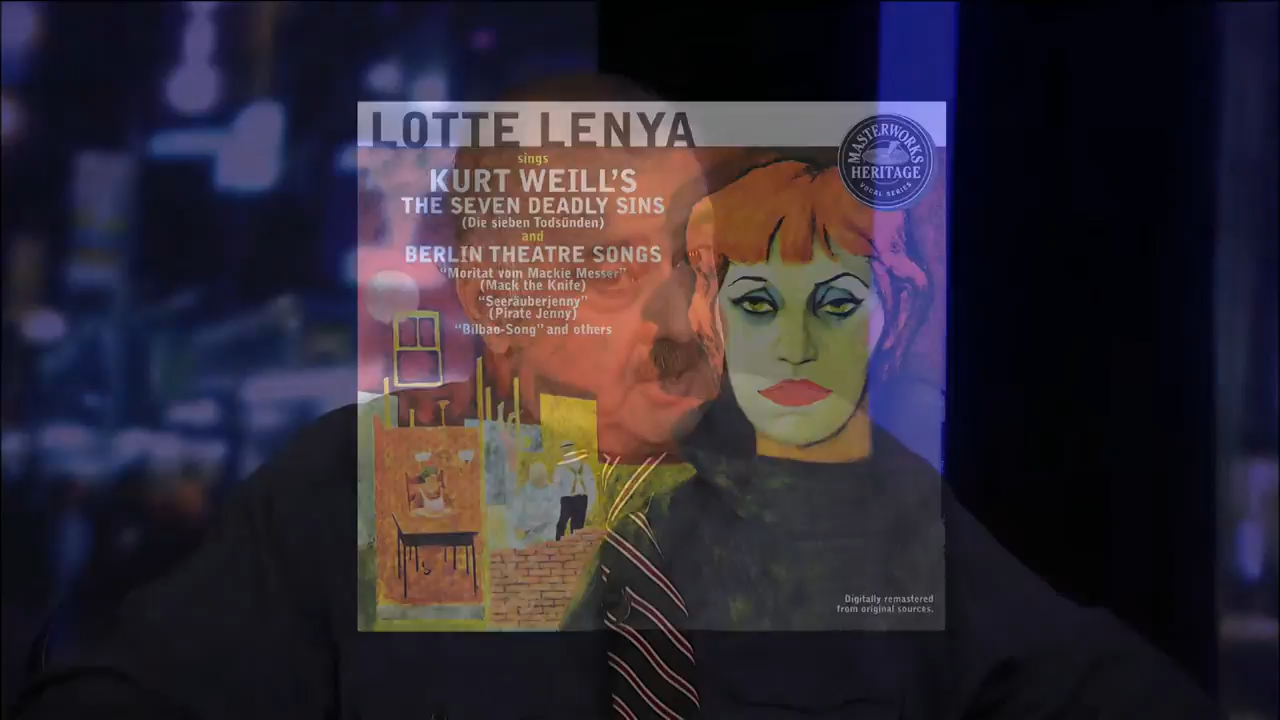 LOTTE LENYA
sings
KURT WEILL'S
THE SEVEN DEADLY SINS
(Die sieben Todsünden)
and
BERLIN THEATRE SONGS
"Moritat vom Mackie Messer"
(Mack the Knife)
"Seeräuberjenny"
(Pirate Jenny)
"Bilbao-Song" and others
MASTERWORKS
HERITAGE
VOCAL SERIES
Digitally remastered
from original sources.